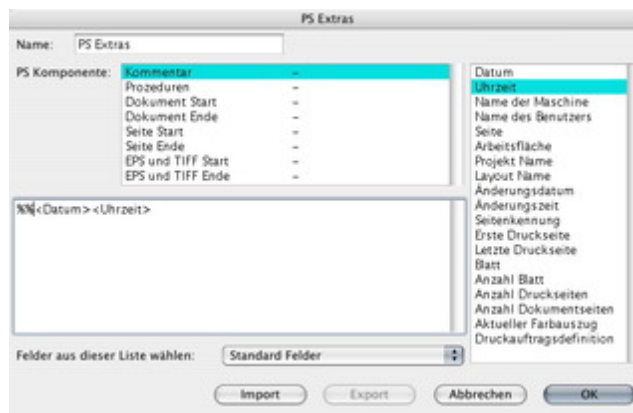 PS Extras
Name: PS Extras
PS Komponente:
Kommentar –
Prozeduren –
Dokument Start –
Dokument Ende –
Seite Start –
Seite Ende –
EPS und TIFF Start –
EPS und TIFF Ende –
Datum
Uhrzeit
Name der Maschine
Name des Benutzers
Seite
Arbeitsfläche
Projekt Name
Layout Name
Änderungsdatum
Änderungszeit
Seitenkennung
Erste Druckseite
Letzte Druckseite
Blatt
Anzahl Blatt
Anzahl Druckseiten
Anzahl Dokumentseiten
Aktueller Farbauszug
Druckauftragsdefinition
%%<Datum><Uhrzeit>
Felder aus dieser Liste wählen: Standard Felder
Import Export Abbrechen OK